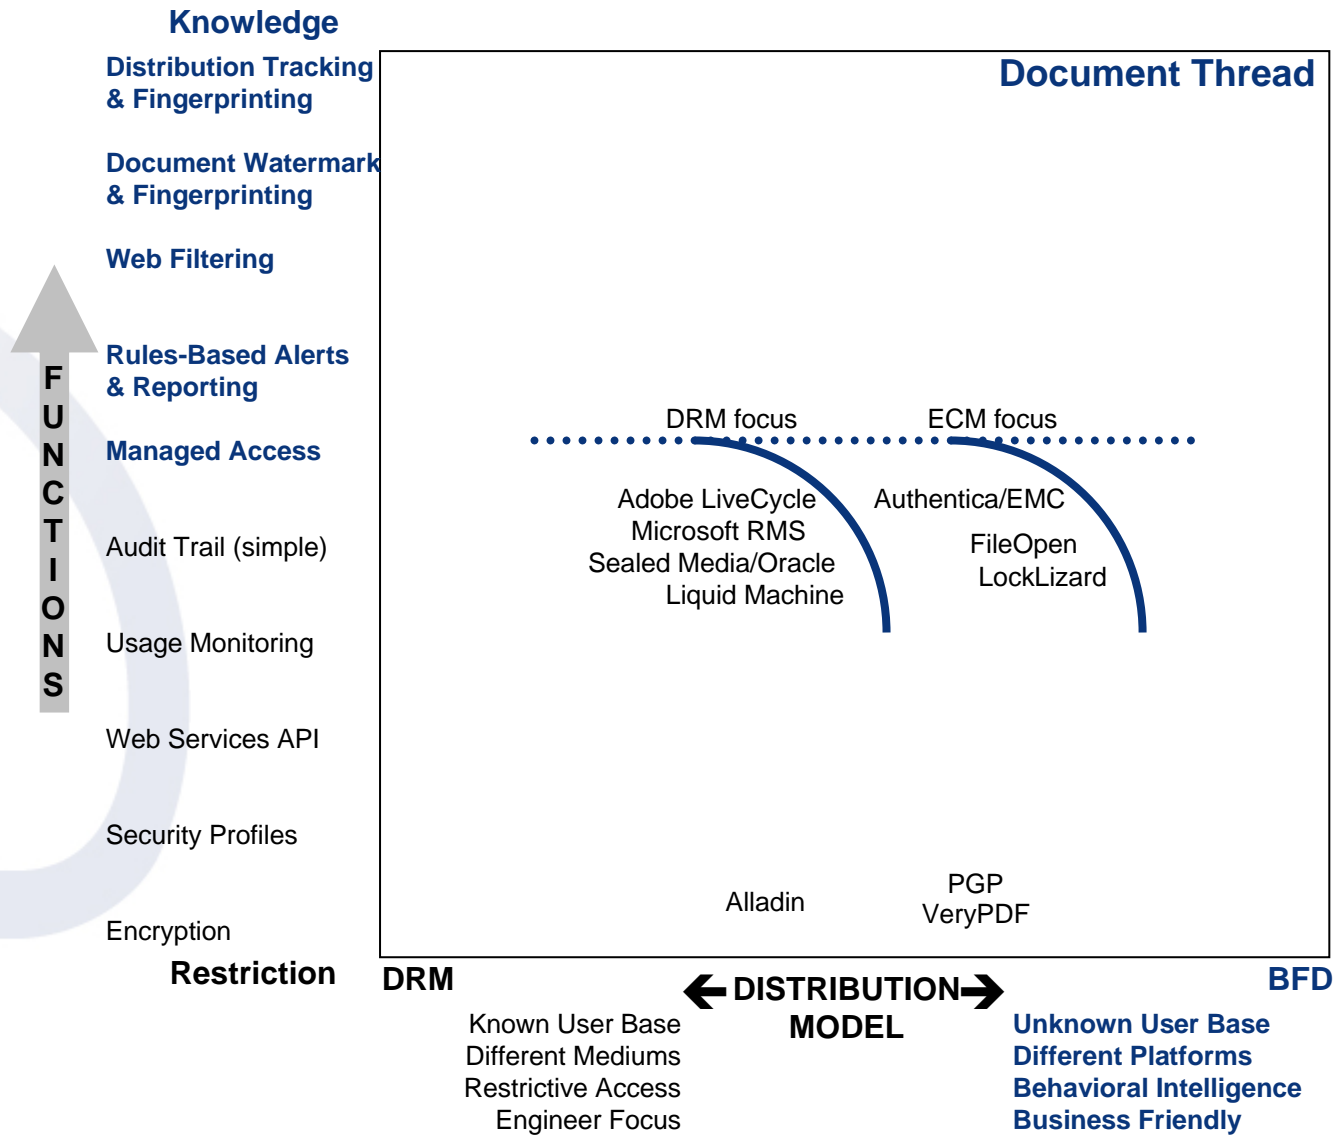 Knowledge
Distribution Tracking
& Fingerprinting
Document Thread
Document Watermark
& Fingerprinting
Web Filtering
Rules-Based Alerts
& Reporting
Managed Access
Audit Trail (simple)
Usage Monitoring
Web Services API
Security Profiles
Encryption
Restriction
FUNCTIONS
DRM focus
ECM focus
Adobe LiveCycle
Microsoft RMS
Sealed Media/Oracle
Liquid Machine
Authentica/EMC
FileOpen
LockLizard
Alladin
PGP
VeryPDF
DRM
DISTRIBUTION
MODEL
BFD
Known User Base
Different Mediums
Restrictive Access
Engineer Focus
Unknown User Base
Different Platforms
Behavioral Intelligence
Business Friendly